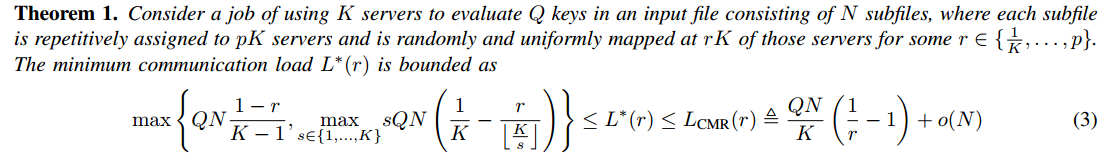 Theorem 1. Consider a job of using K servers to evaluate Q keys in an input file consisting of N subfiles, where each subfile
is repetitively assigned to pK servers and is randomly and uniformly mapped at rK of those servers for some r ∈ {1/K, . . . , p}.
The minimum communication load L*(r) is bounded as
max { QN (1 − r)/(K − 1), max_{s∈{1,...,K}} sQN ( 1/K − r/⌊K/s⌋ ) } ≤ L*(r) ≤ L_CMR(r) ≜ QN/K ( 1/r − 1 ) + o(N) (3)